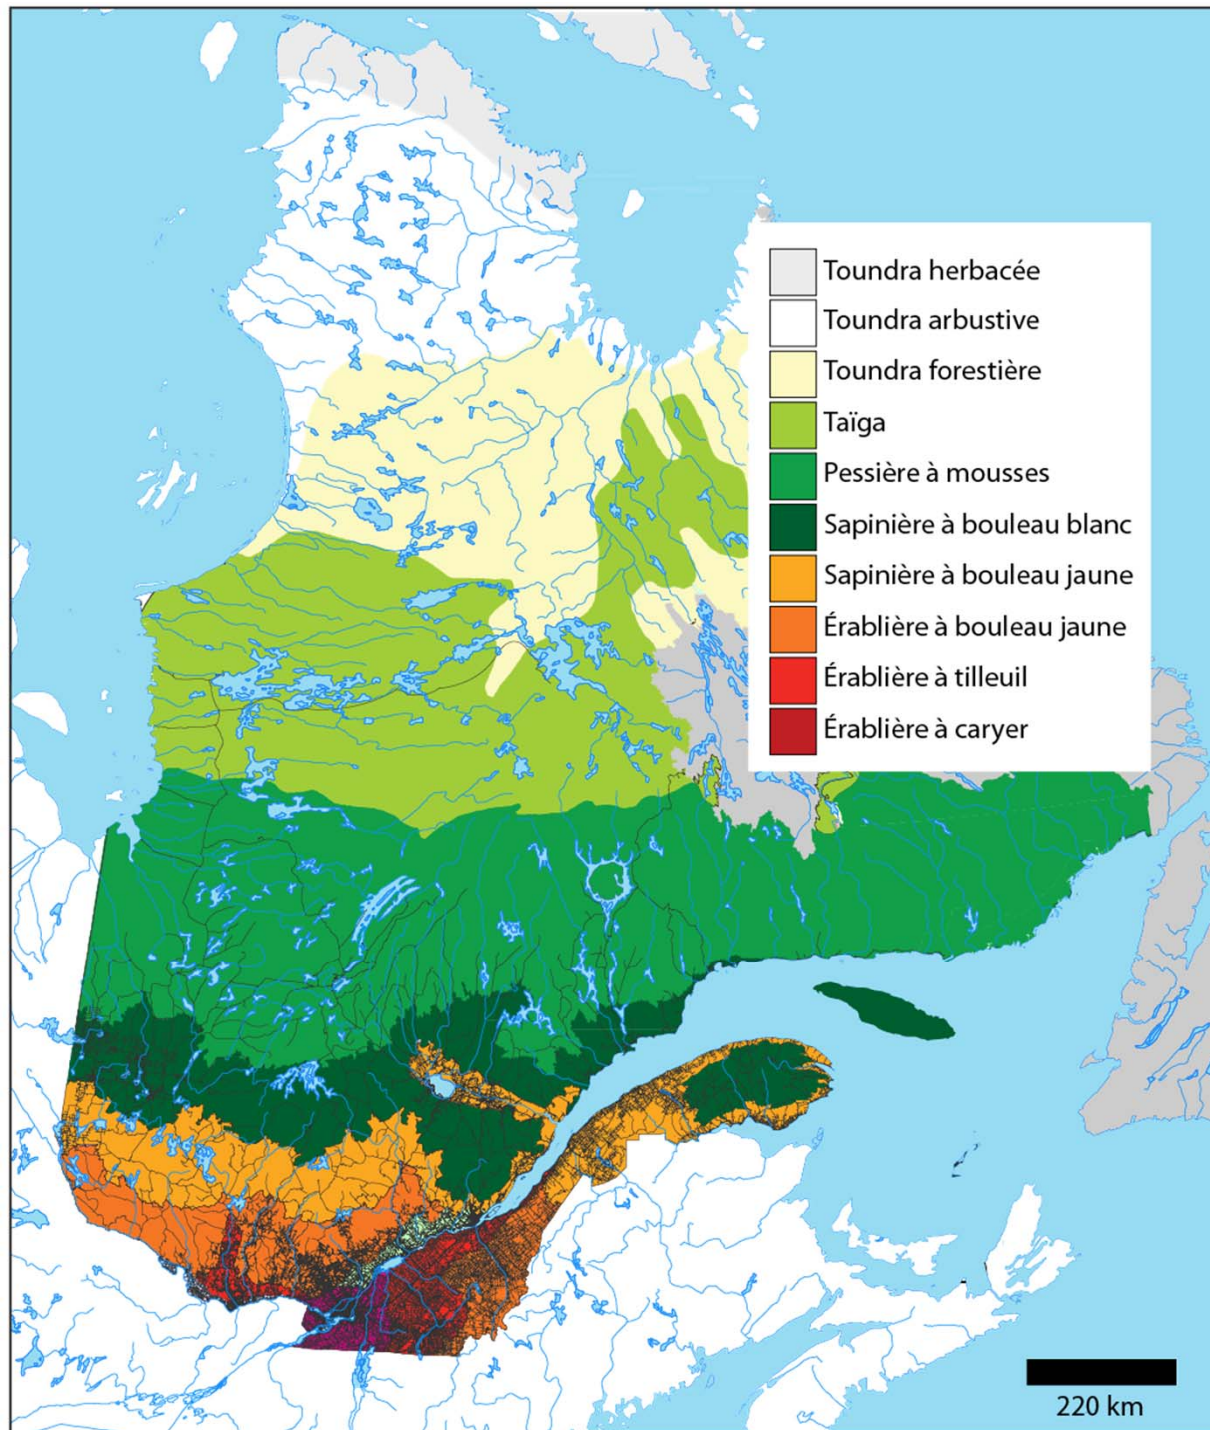 Toundra herbacée
Toundra arbustive
Toundra forestière
Taïga
Pessière à mousses
Sapinière à bouleau blanc
Sapinière à bouleau jaune
Érablière à bouleau jaune
Érablière à tilleuil
Érablière à caryer
220 km